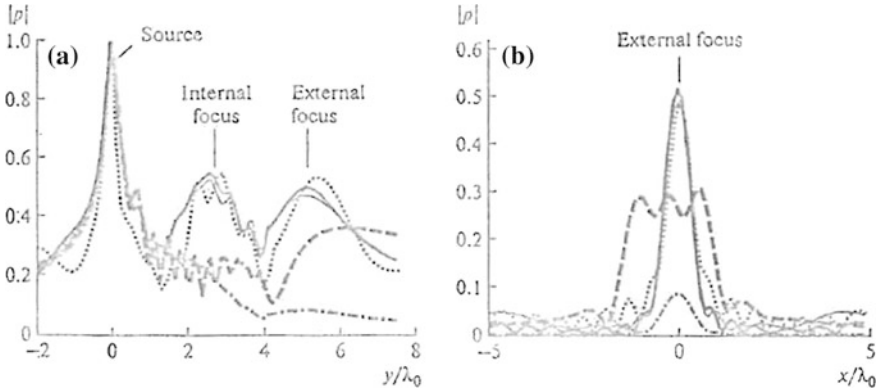 |p|
1.0
0.8
0.6
0.4
0.2
0
(a)
Source
Internal focus
External focus
−2
0
2
4
6
8
y/λ0
|p|
0.6
0.5
0.4
0.3
0.2
0.1
0
(b)
External focus
−5
0
5
x/λ0